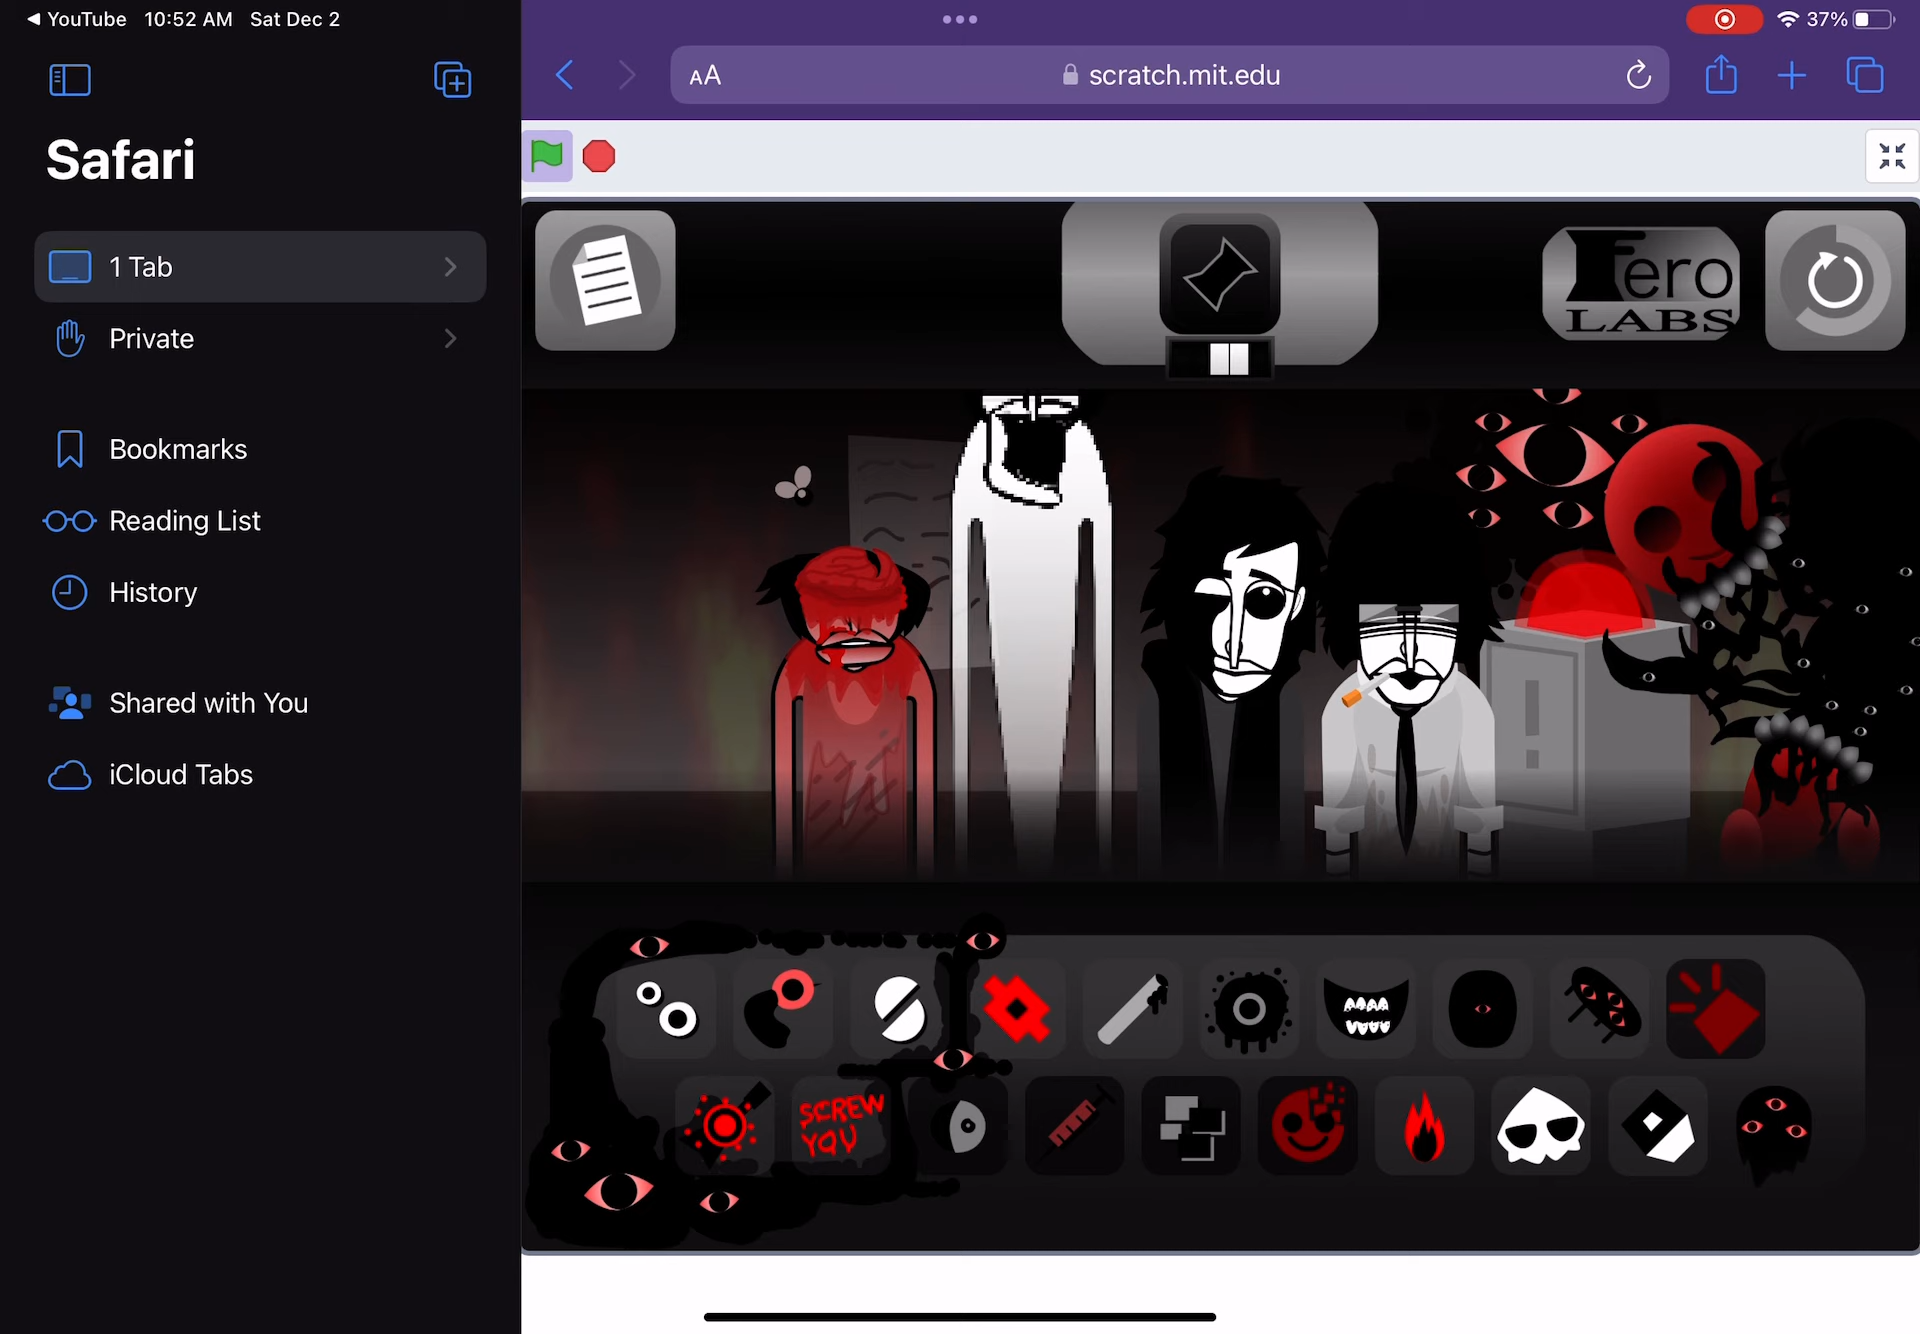 YouTube 10:52 AM Sat Dec 2
37%
AA
scratch.mit.edu
Safari
1 Tab
Private
Bookmarks
Reading List
History
Shared with You
iCloud Tabs
Fero
LABS
!
SCREW
YOU